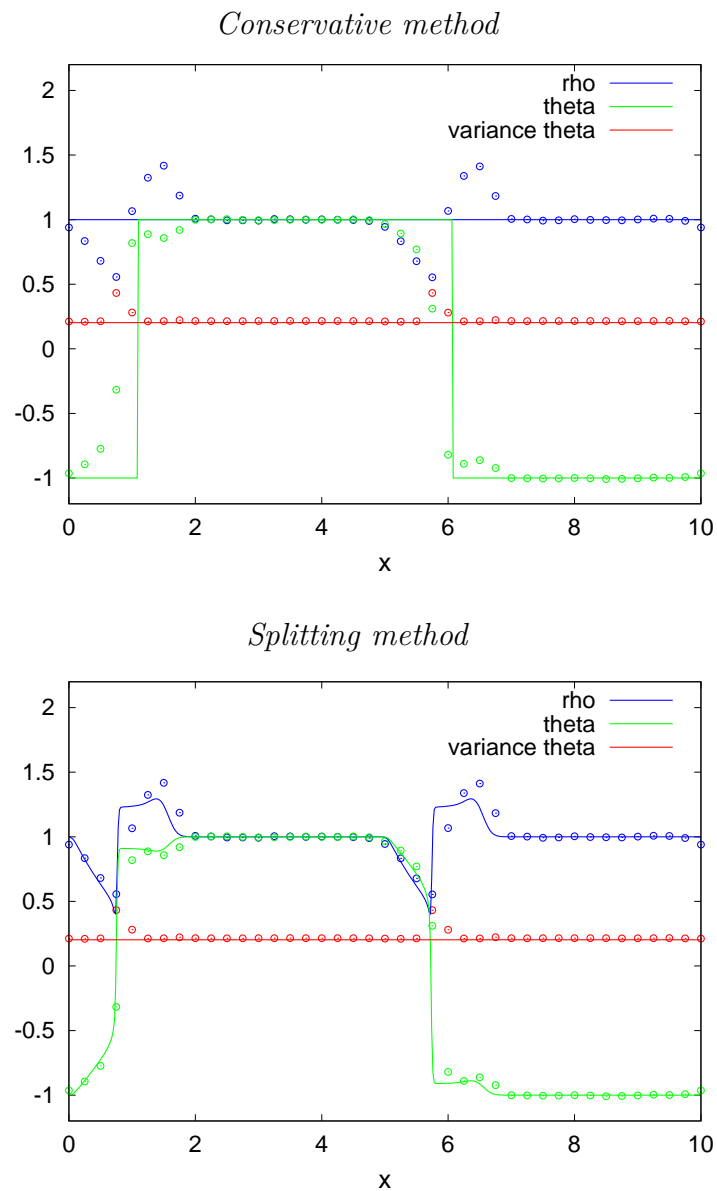 Conservative method
rho
theta
variance theta
2
1.5
1
0.5
0
-0.5
-1
0 2 4 6 8 10
x
Splitting method
rho
theta
variance theta
2
1.5
1
0.5
0
-0.5
-1
0 2 4 6 8 10
x